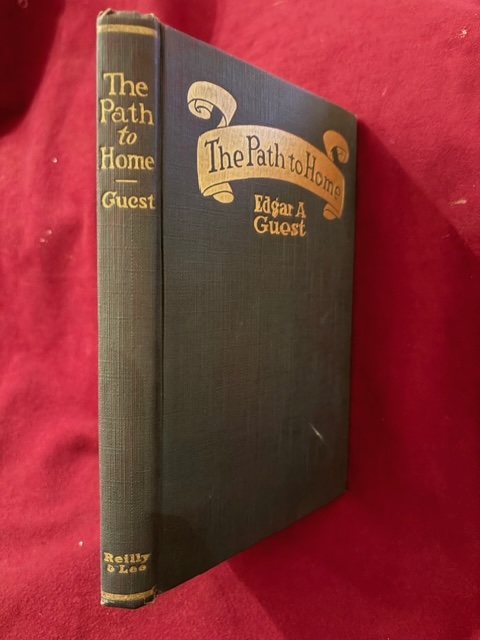 The
Path
to
Home
Guest
Reilly
& Lee
The Path to Home
Edgar A
Guest